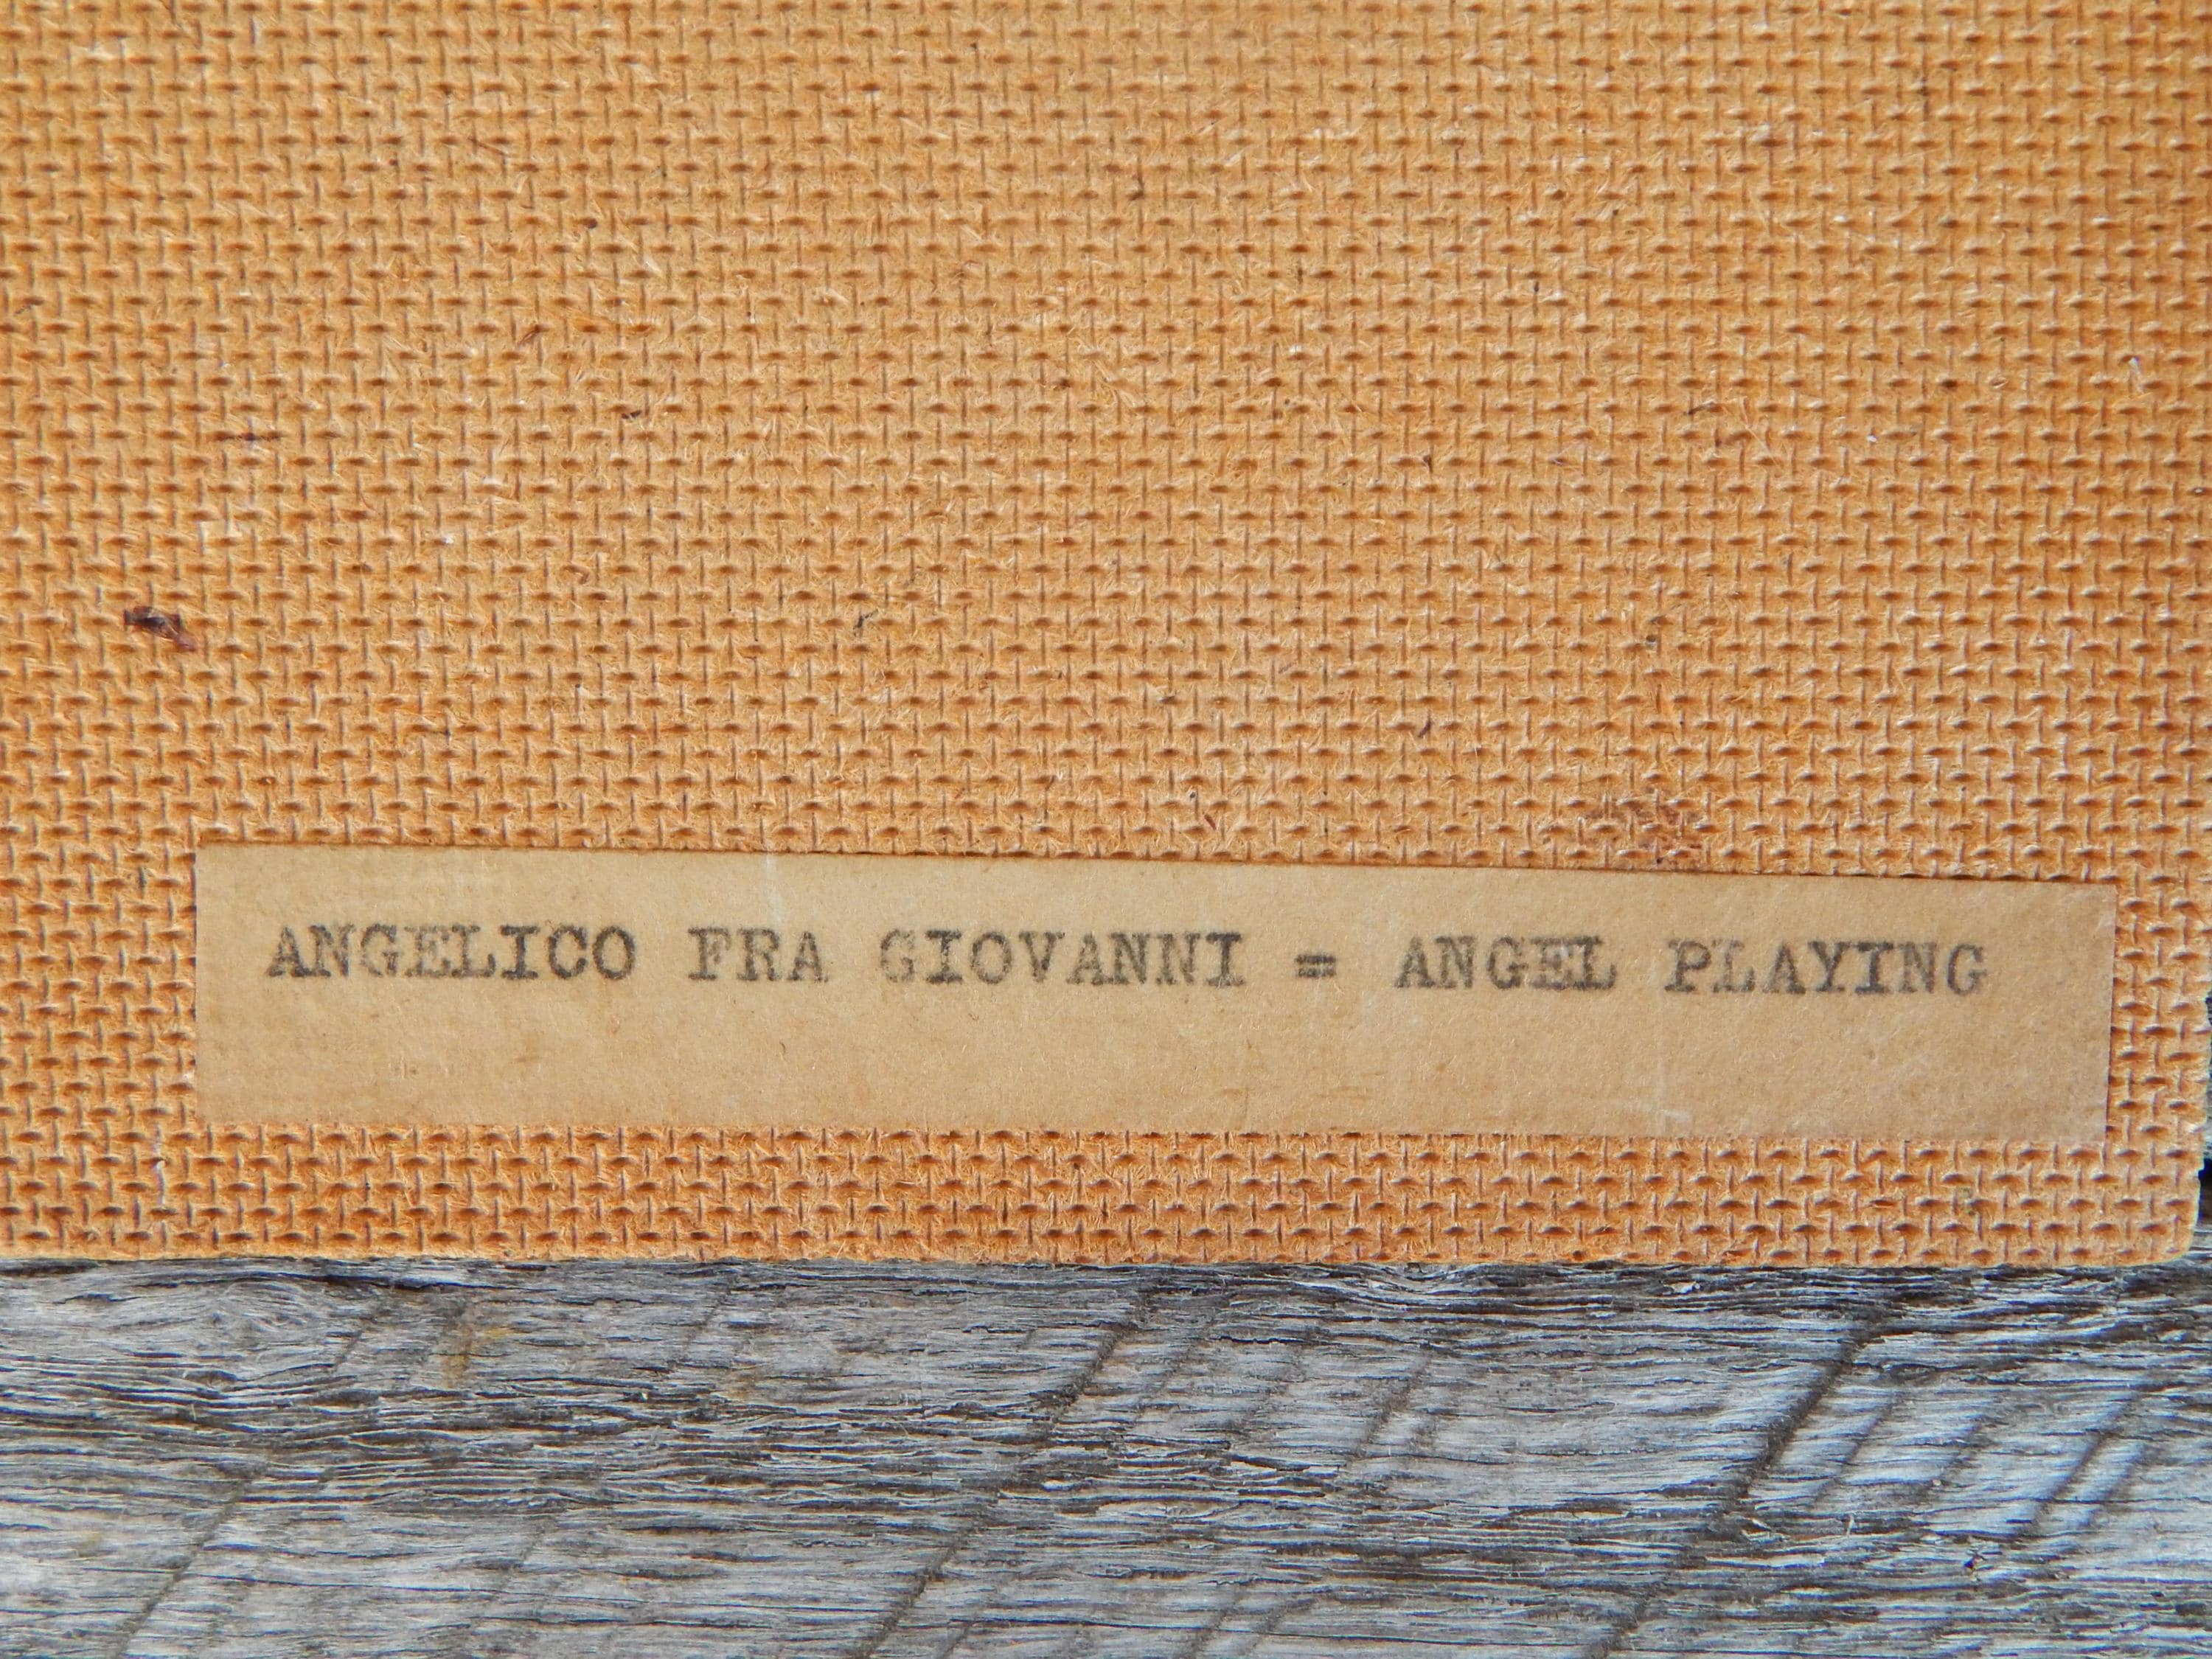 ANGELICO FRA GIOVANNI = ANGEL PLAYING